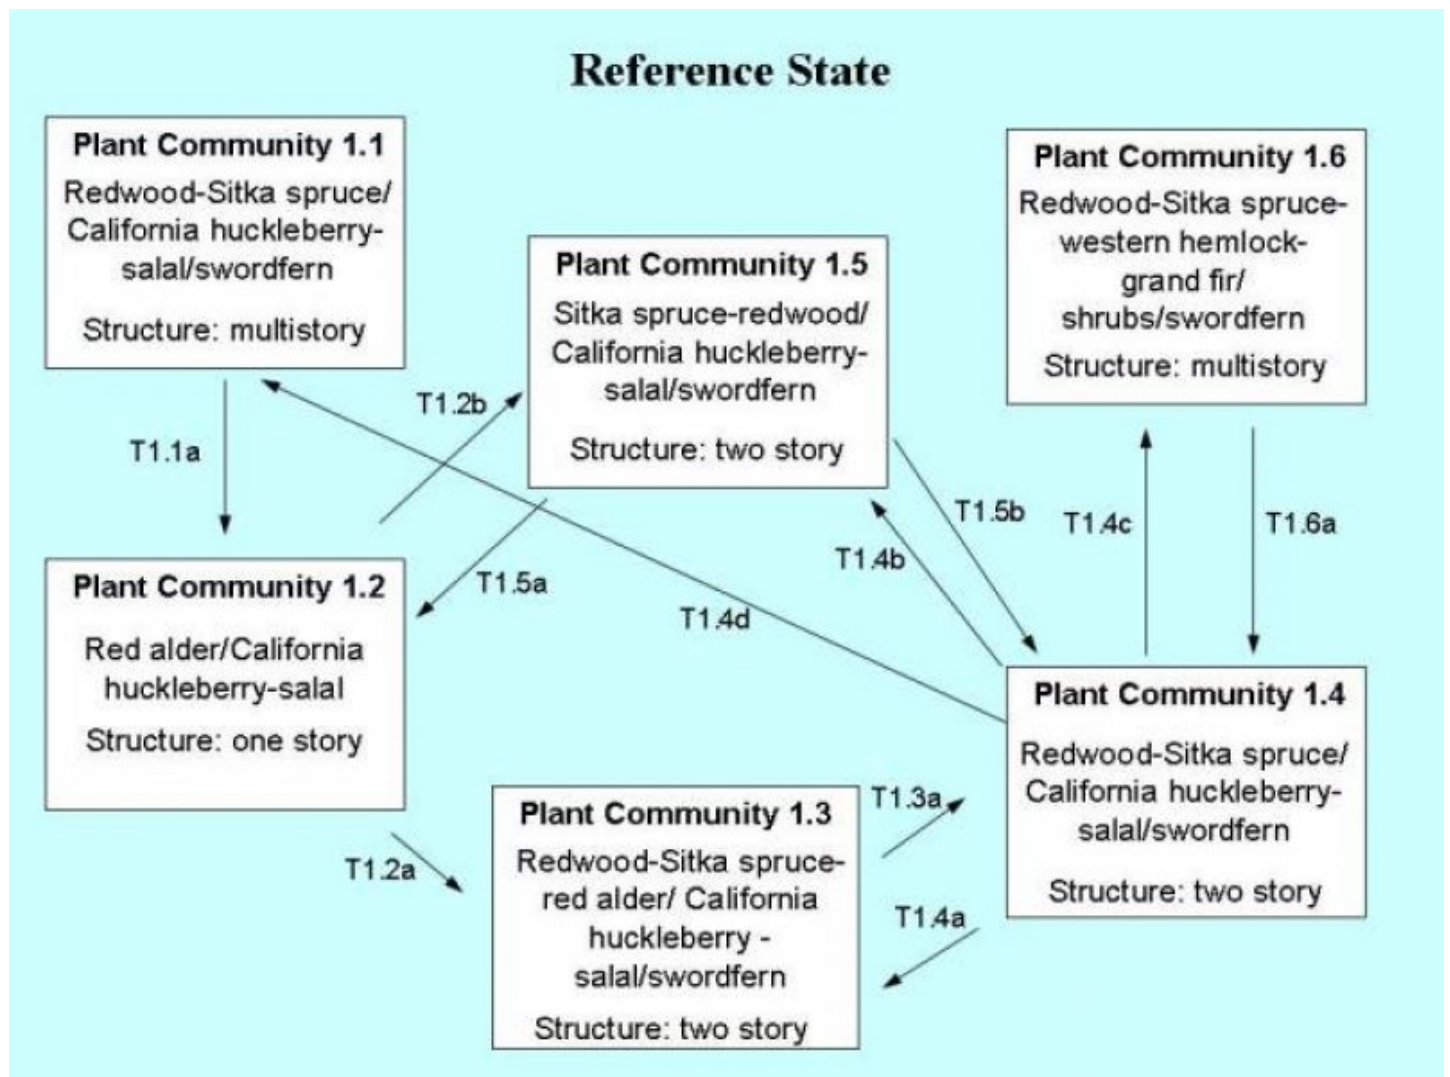 Reference State
Plant Community 1.1
Redwood-Sitka spruce/
California huckleberry-
salal/swordfern
Structure: multistory
Plant Community 1.6
Redwood-Sitka spruce-
western hemlock-
grand fir/
shrubs/swordfern
Structure: multistory
Plant Community 1.5
Sitka spruce-redwood/
California huckleberry-
salal/swordfern
Structure: two story
T1.2b
T1.1a
T1.5b
T1.4c
T1.6a
T1.4b
T1.5a
T1.4d
Plant Community 1.2
Red alder/California
huckleberry-salal
Structure: one story
Plant Community 1.4
Redwood-Sitka spruce/
California huckleberry-
salal/swordfern
Structure: two story
T1.3a
T1.2a
T1.4a
Plant Community 1.3
Redwood-Sitka spruce-
red alder/ California
huckleberry -
salal/swordfern
Structure: two story